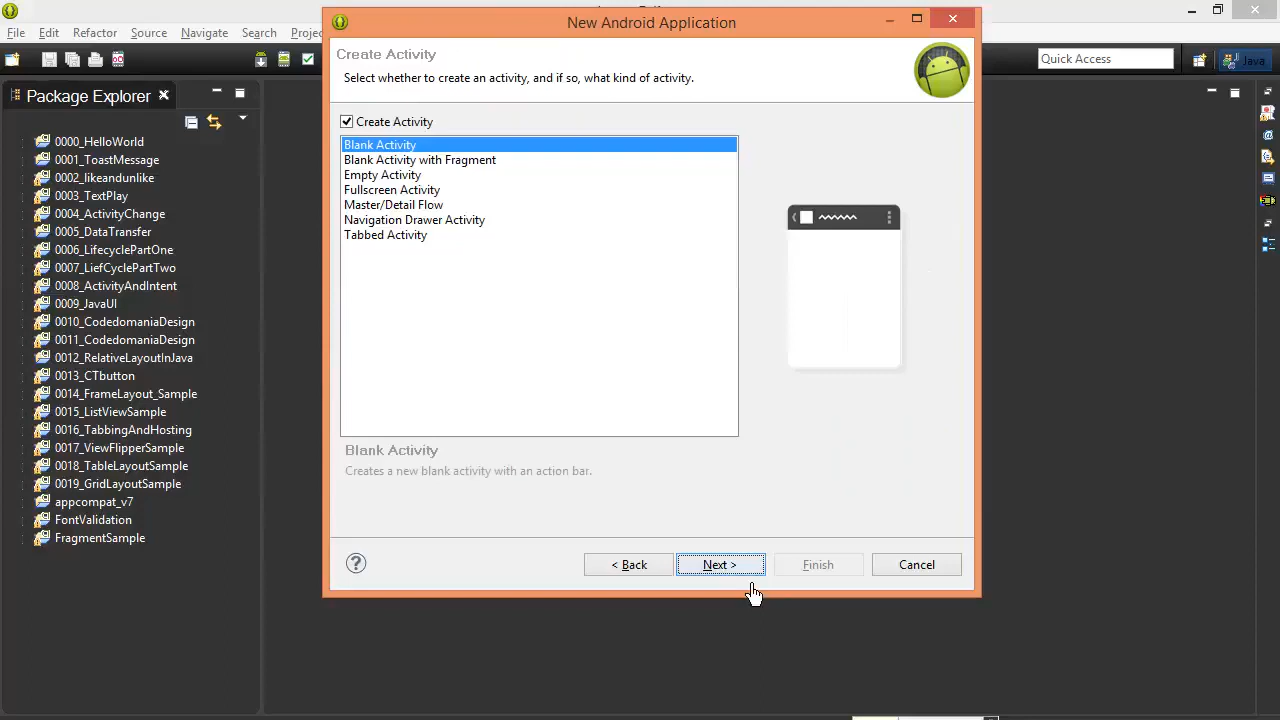 New Android Application
File Edit Refactor Source Navigate Search Projec
Quick Access
Java
Package Explorer
0000_HelloWorld
0001_ToastMessage
0002_likeandunlike
0003_TextPlay
0004_ActivityChange
0005_DataTransfer
0006_LifecyclePartOne
0007_LiefCyclePartTwo
0008_ActivityAndIntent
0009_JavaUI
0010_CodedomaniaDesign
0011_CodedomaniaDesign
0012_RelativeLayoutInJava
0013_CTbutton
0014_FrameLayout_Sample
0015_ListViewSample
0016_TabbingAndHosting
0017_ViewFlipperSample
0018_TableLayoutSample
0019_GridLayoutSample
appcompat_v7
FontValidation
FragmentSample
Create Activity
Select whether to create an activity, and if so, what kind of activity.
Create Activity
Blank Activity
Blank Activity with Fragment
Empty Activity
Fullscreen Activity
Master/Detail Flow
Navigation Drawer Activity
Tabbed Activity
Blank Activity
Creates a new blank activity with an action bar.
< Back
Next >
Finish
Cancel